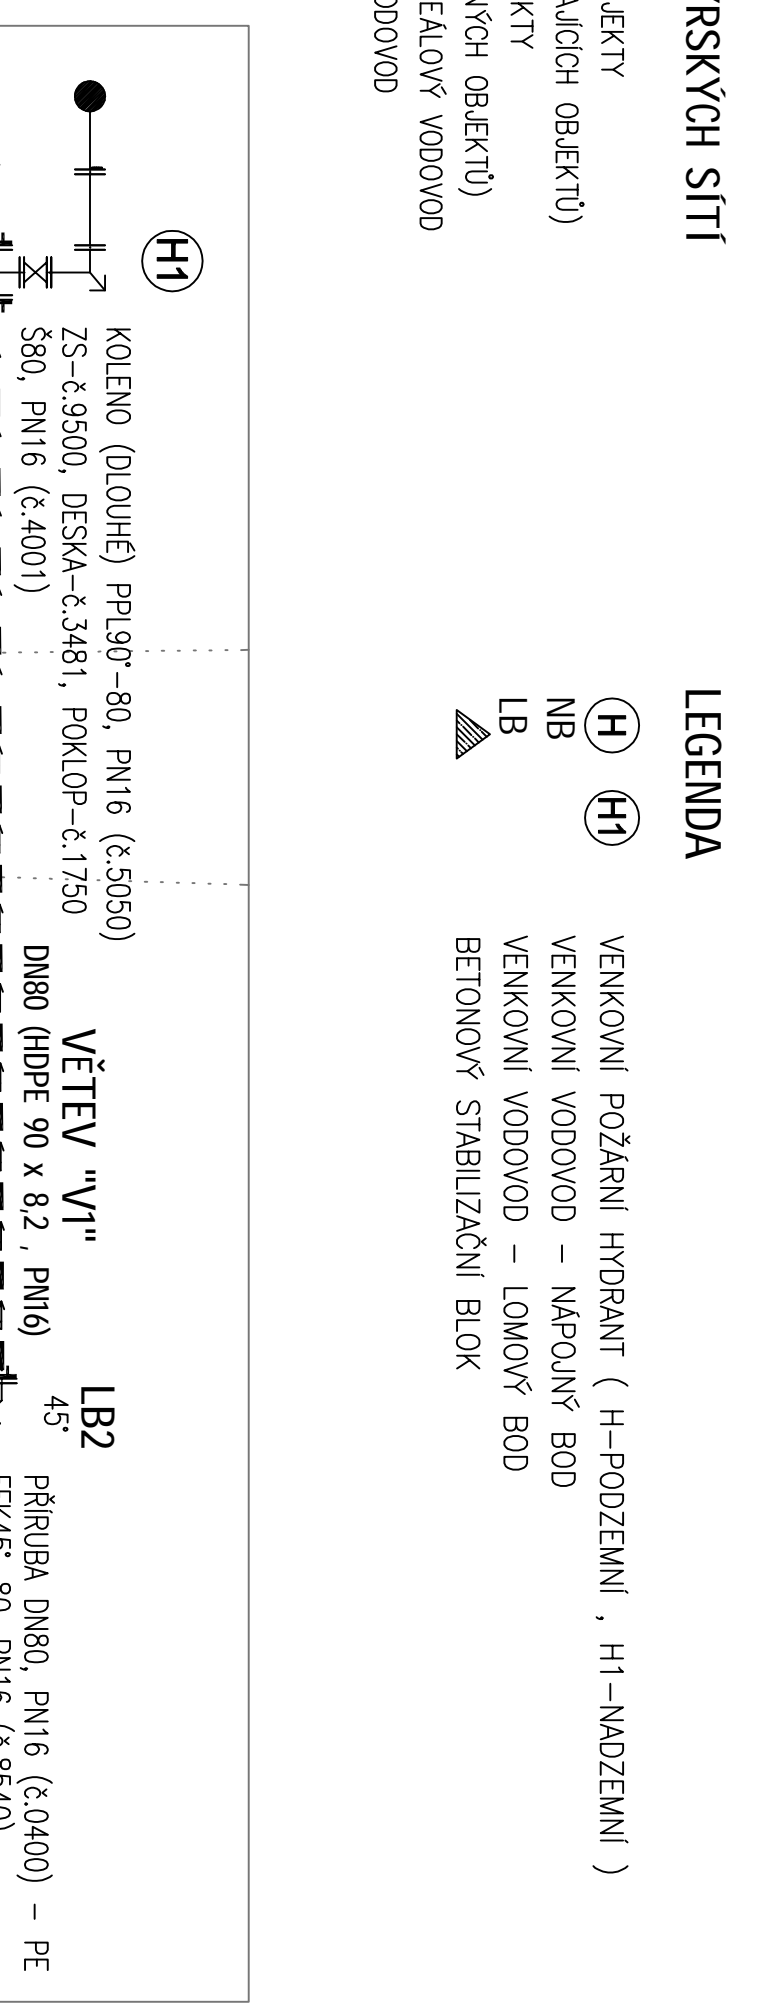 RSKÝCH SÍTÍ
JEKTY
AJÍCÍCH OBJEKTŮ)
KTY
NÝCH OBJEKTŮ)
EÁLOVÝ VODOVOD
ODOVOD
LEGENDA
H H1 VENKOVNÍ POŽÁRNÍ HYDRANT ( H-PODZEMNÍ , H1-NADZEMNÍ )
NB VENKOVNÍ VODOVOD - NÁPOJNÝ BOD
LB VENKOVNÍ VODOVOD - LOMOVÝ BOD
BETONOVÝ STABILIZAČNÍ BLOK
H1
KOLENO (DLOUHÉ) PPL90°-80, PN16 (č.5050)
ZS-č.9500, DESKA-č.3481, POKLOP-č.1750
Š80, PN16 (č.4001)
VĚTEV "V1"
DN80 (HDPE 90 x 8,2 , PN16)
LB2
45°
PŘÍRUBA DN80, PN16 (č.0400) - PE
80, PN16 (č.8540)